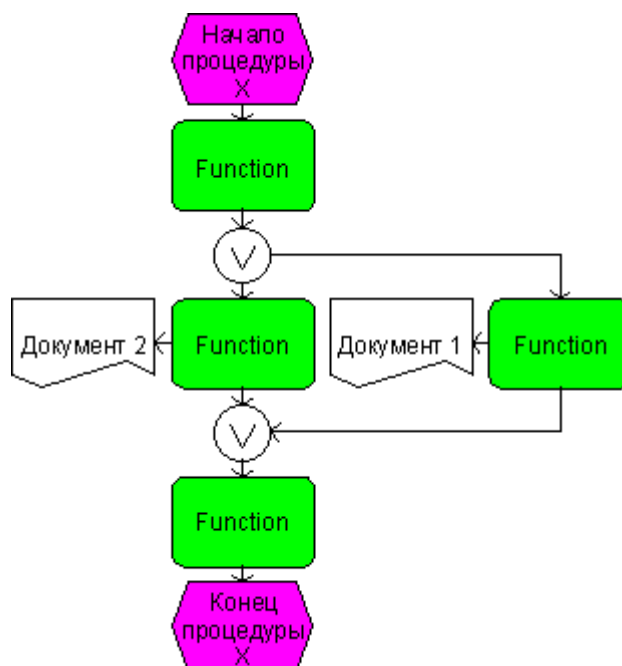 Начало
процедуры
X
Function
V
Документ 2
Function
Документ 1
Function
V
Function
Конец
процедуры
X